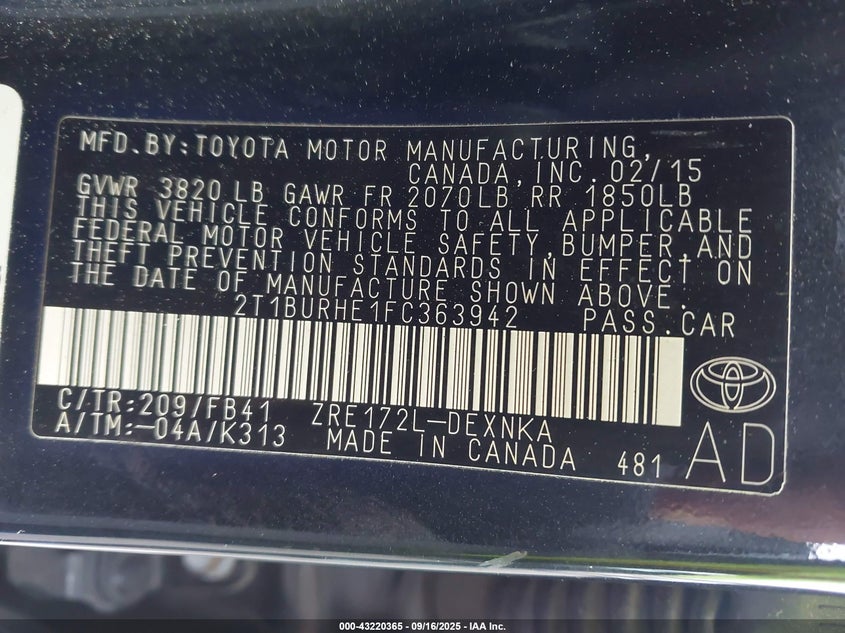 MFD.BY:TOYOTA MOTOR MANUFACTURING,
CANADA,INC.02/15
GVWR 3820 LB GAWR FR 2070LB RR 1850LB
THIS VEHICLE CONFORMS TO ALL APPLICABLE
FEDERAL MOTOR VEHICLE SAFETY,BUMPER,AND
THEFT PREVENTION STANDARDS IN EFFECT ON
THE DATE OF MANUFACTURE SHOWN ABOVE.
2T1BURHE1FC363942 PASS.CAR
C/TR:209/FB41 ZRE172L-DEXNKA
A/TM:-04A/K313 MADE IN CANADA 481 AD
000-43220365 - 09/16/2025 - IAA Inc.